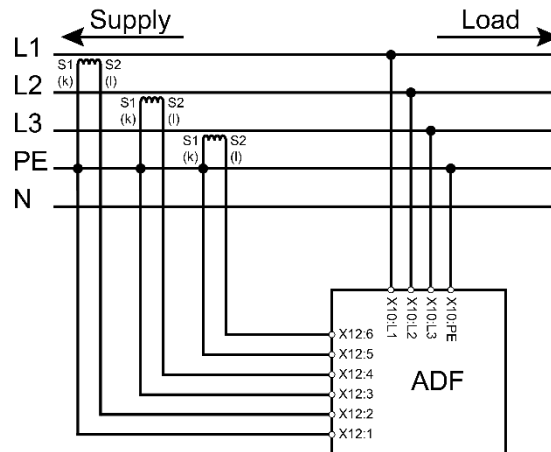 Supply Load
L1
S1 S2
(k) (l)
L2
S1 S2
(k) (l)
L3
S1 S2
(k) (l)
PE
N
X10:L1
X10:L2
X10:L3
X10:PE
X12:6
X12:5
X12:4
ADF
X12:3
X12:2
X12:1